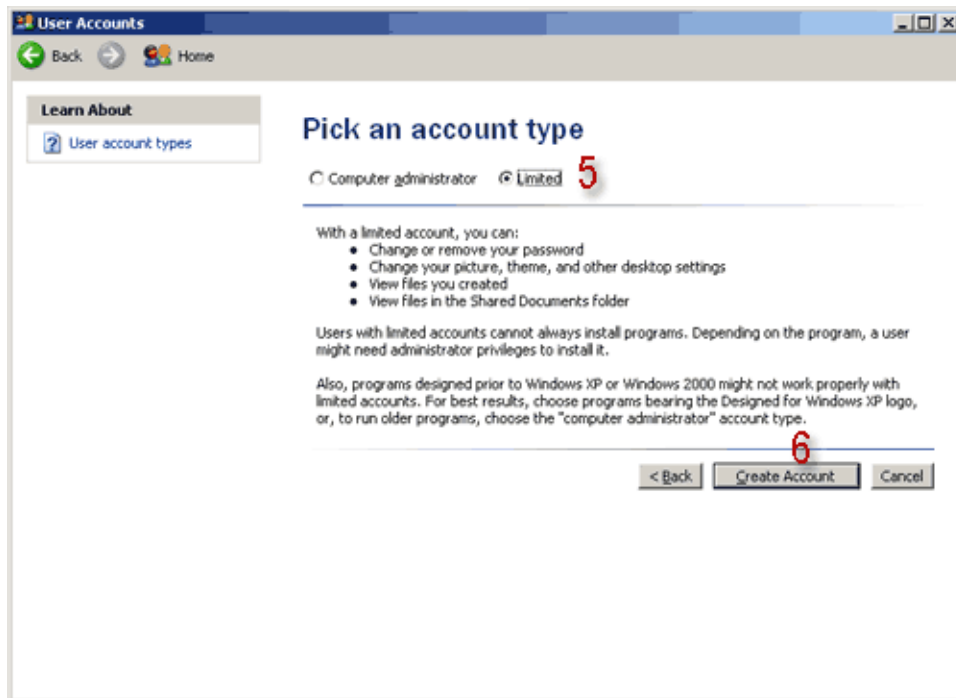 User Accounts
Back Home
Learn About
User account types
Pick an account type
Computer administrator Limited 5
With a limited account, you can:
• Change or remove your password
• Change your picture, theme, and other desktop settings
• View files you created
• View files in the Shared Documents folder
Users with limited accounts cannot always install programs. Depending on the program, a user
might need administrator privileges to install it.
Also, programs designed prior to Windows XP or Windows 2000 might not work properly with
limited accounts. For best results, choose programs bearing the Designed for Windows XP logo,
or, to run older programs, choose the "computer administrator" account type.
6
< Back Create Account Cancel